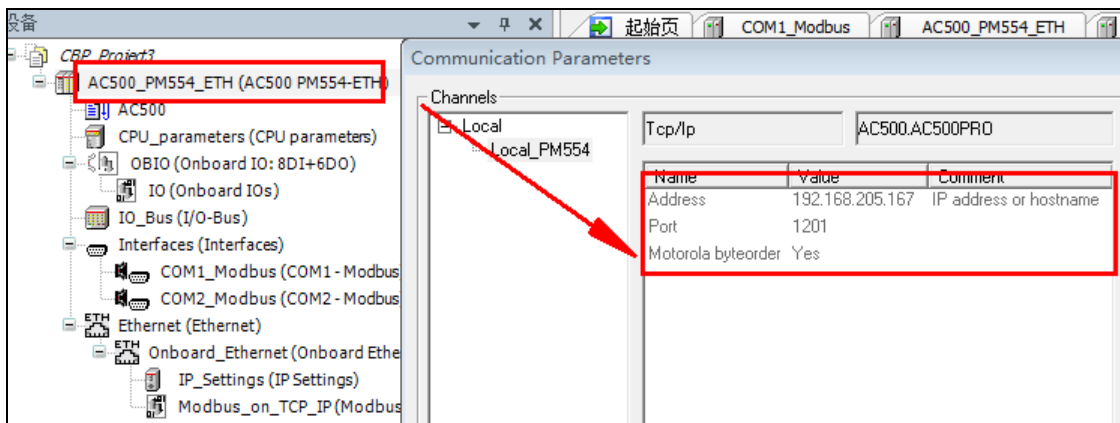 设备
起始页
COM1_Modbus
AC500_PM554_ETH
CBP_Project3
AC500_PM554_ETH (AC500 PM554-ETH)
AC500
CPU_parameters (CPU parameters)
OBIO (Onboard IO: 8DI+6DO)
IO (Onboard IOs)
IO_Bus (I/O-Bus)
Interfaces (Interfaces)
COM1_Modbus (COM1 - Modbus
COM2_Modbus (COM2 - Modbus
Ethernet (Ethernet)
Onboard_Ethernet (Onboard Ethe
IP_Settings (IP Settings)
Modbus_on_TCP_IP (Modbus
Communication Parameters
Channels
Local
Local_PM554
Tcp/Ip
AC500.AC500PRO
Name Value Comment
Address 192.168.205.167 IP address or hostname
Port 1201
Motorola byteorder Yes